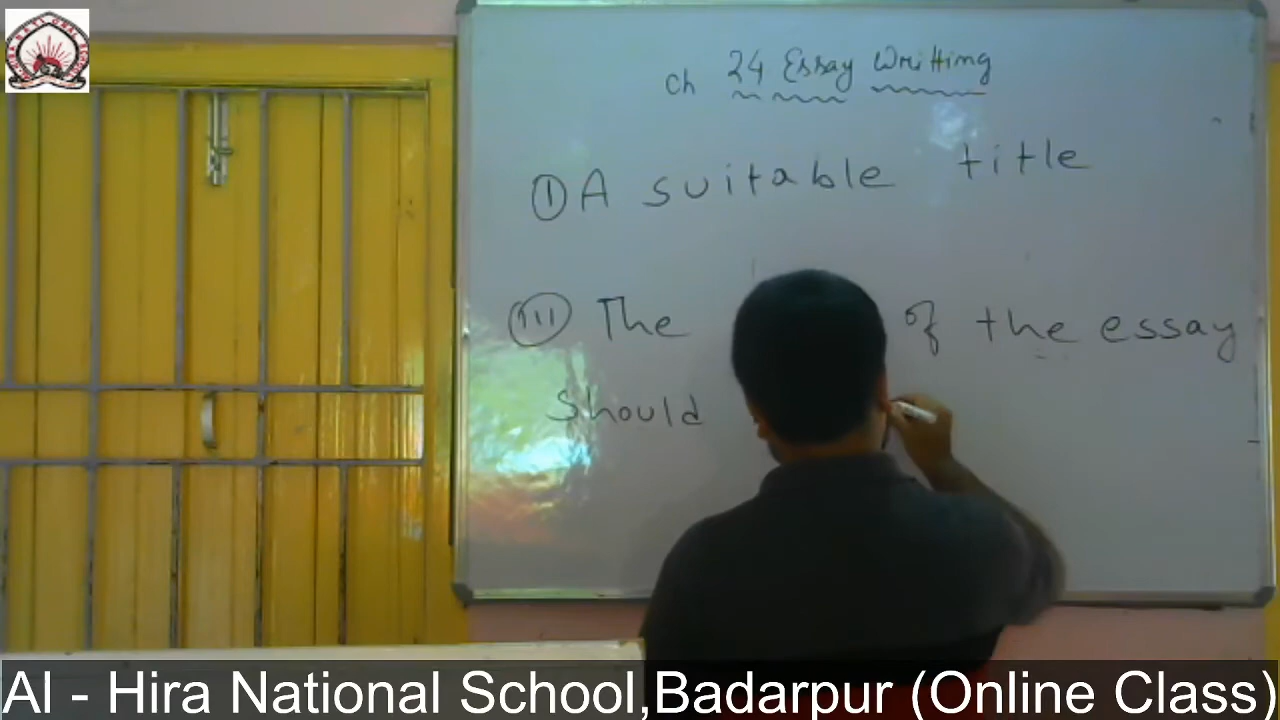 Ch 24 Essay Writting
(I) A suitable title
(III) The of the essay
should
Al - Hira National School,Badarpur (Online Class)